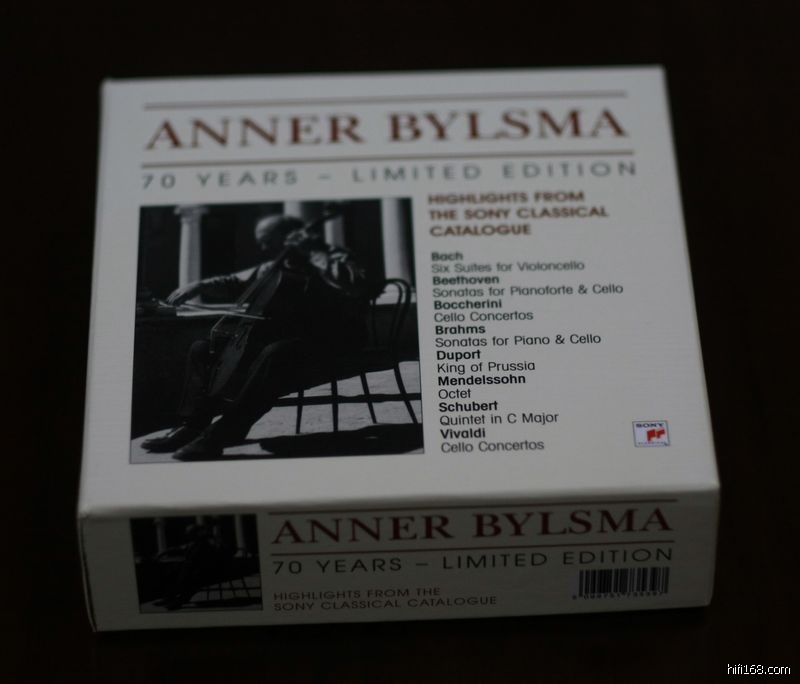 ANNER BYLSMA
70 YEARS – LIMITED EDITION
HIGHLIGHTS FROM
THE SONY CLASSICAL
CATALOGUE
Bach
Six Suites for Violoncello
Beethoven
Sonatas for Pianoforte & Cello
Boccherini
Cello Concertos
Brahms
Sonatas for Piano & Cello
Duport
King of Prussia
Mendelssohn
Octet
Schubert
Quintet in C Major
Vivaldi
Cello Concertos
SONY
ANNER BYLSMA
70 YEARS – LIMITED EDITION
HIGHLIGHTS FROM THE
SONY CLASSICAL CATALOGUE
hifi168.com